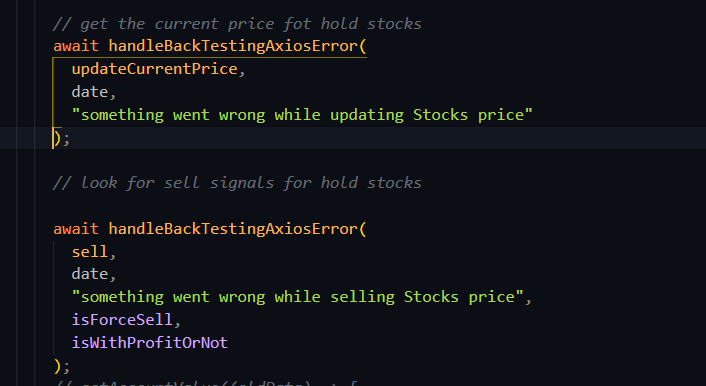 // get the current price fot hold stocks
await handleBackTestingAxiosError(
updateCurrentPrice,
date,
"something went wrong while updating Stocks price"
);
// look for sell signals for hold stocks
await handleBackTestingAxiosError(
sell,
date,
"something went wrong while selling Stocks price",
isForceSell,
isWithProfitOrNot
);